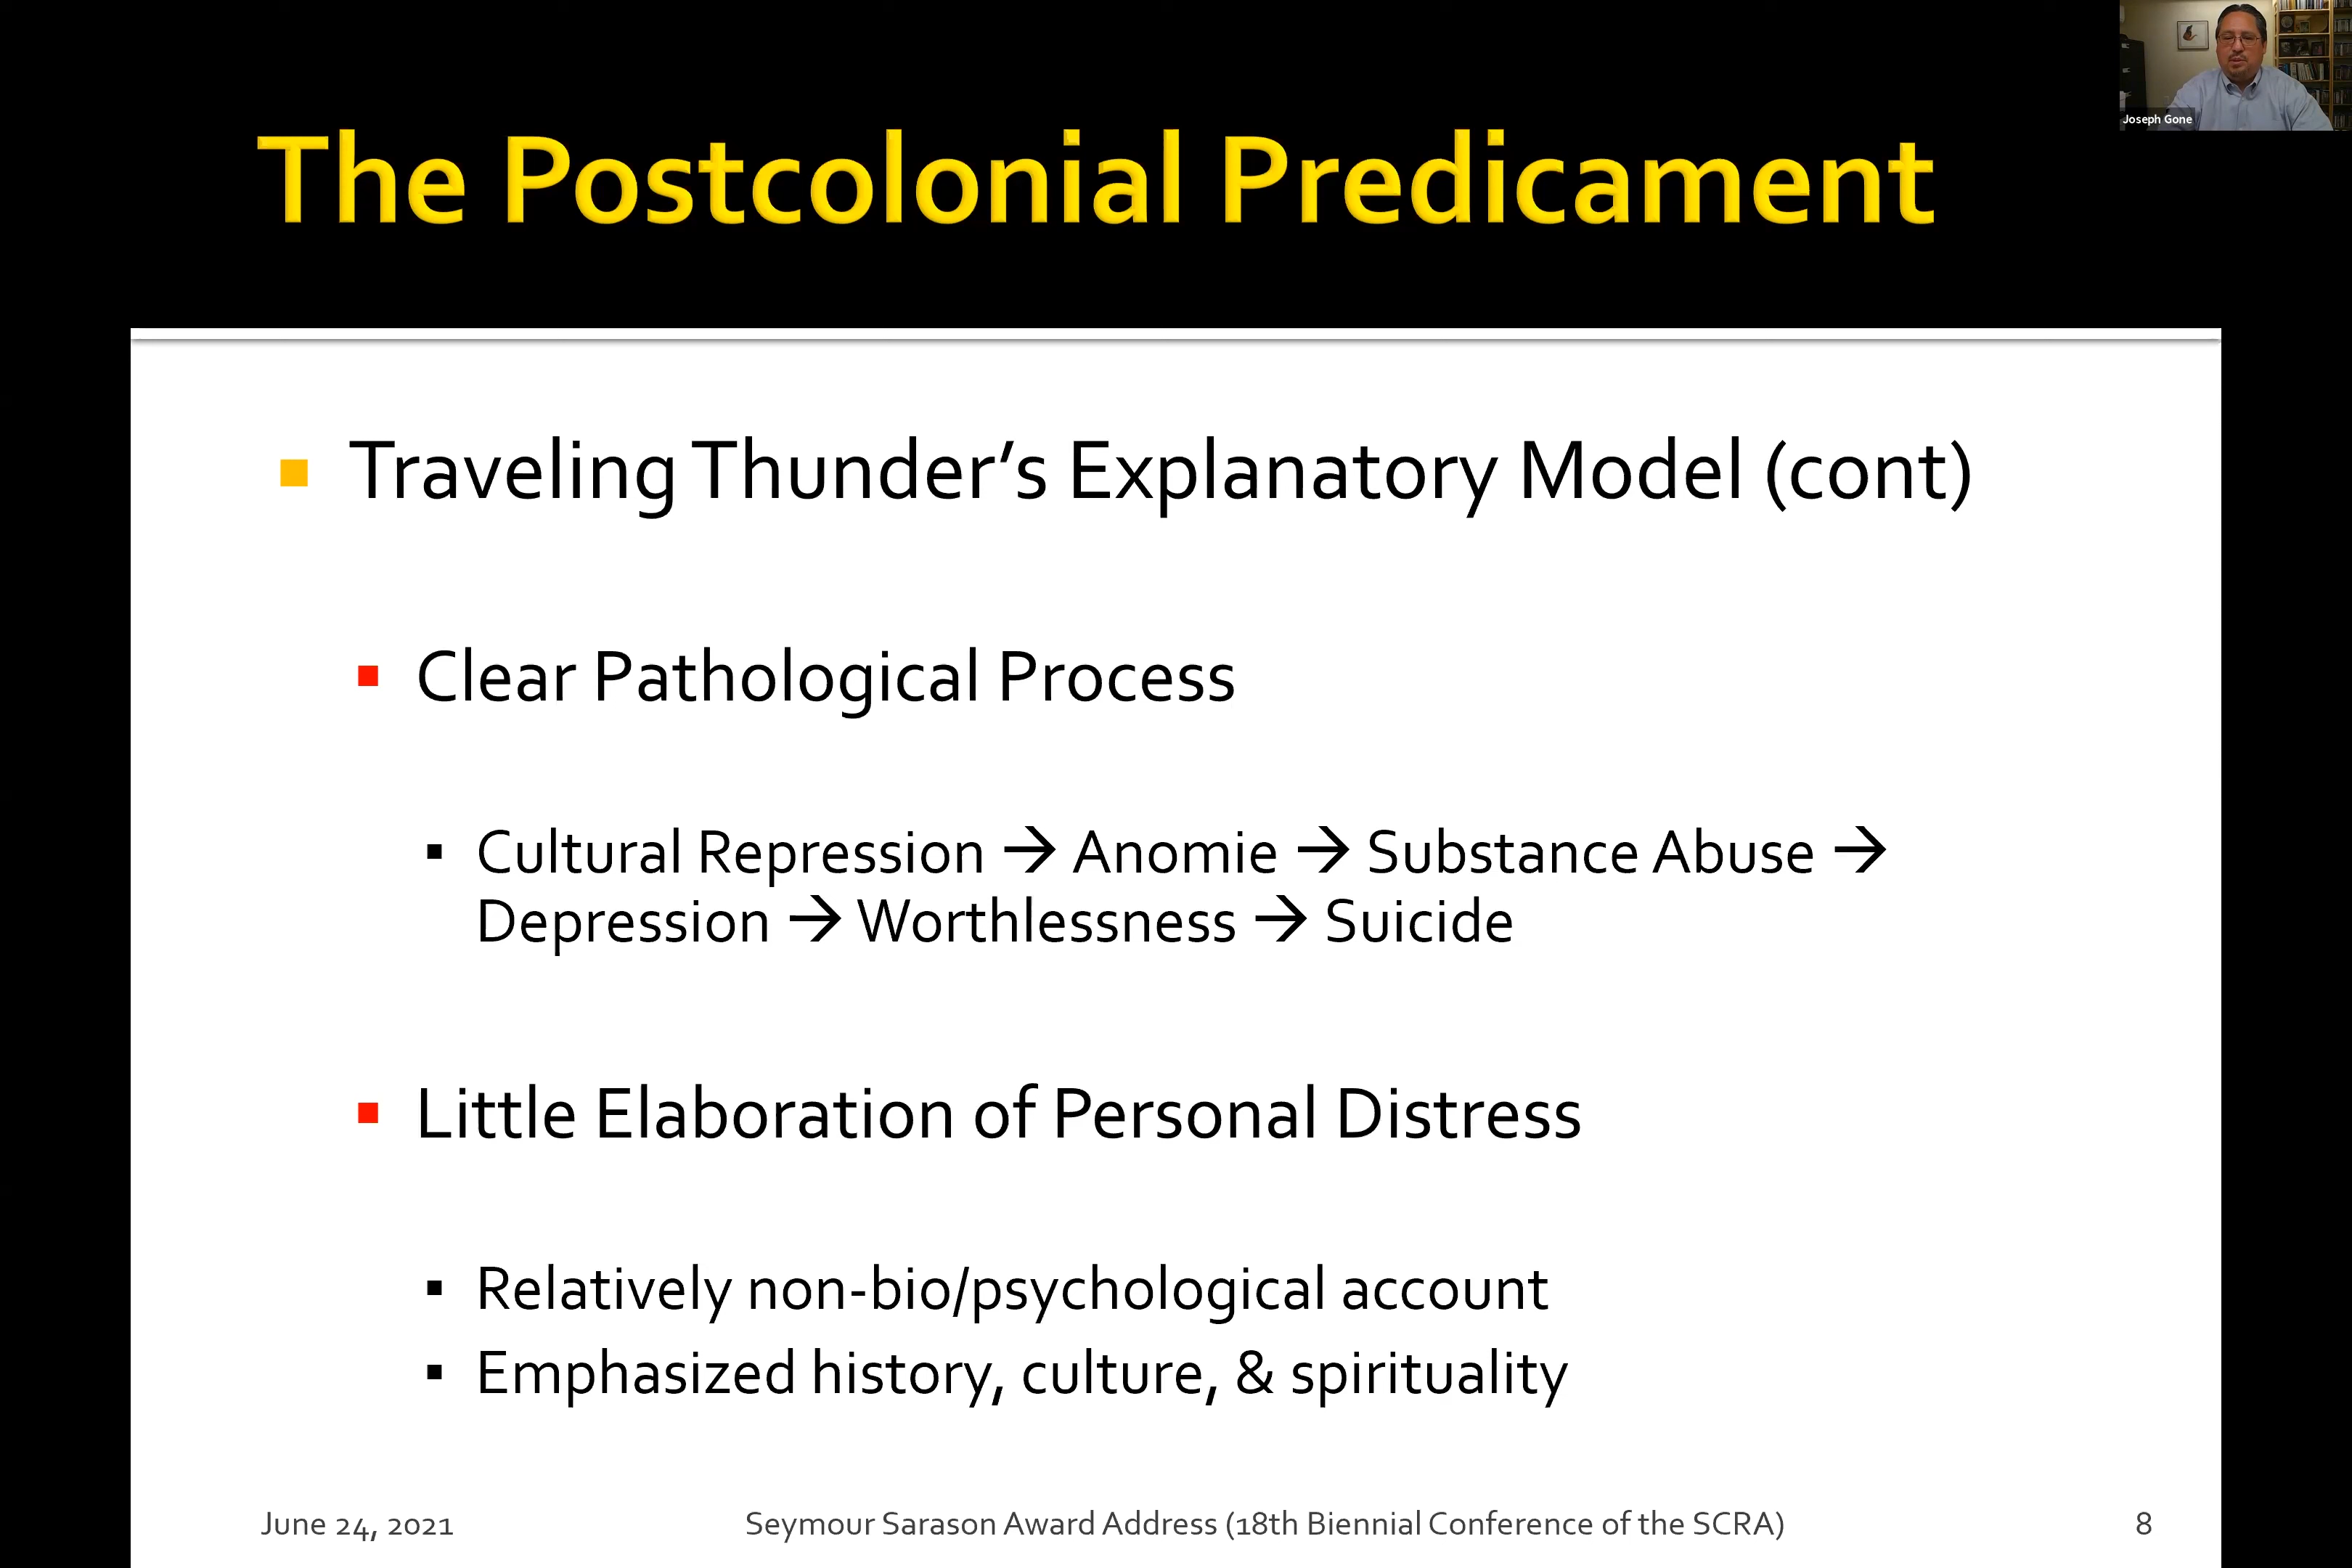 Joseph Gone
The Postcolonial Predicament
Traveling Thunder‘s Explanatory Model (cont)
Clear Pathological Process
Cultural Repression → Anomie → Substance Abuse →
Depression → Worthlessness → Suicide
Little Elaboration of Personal Distress
Relatively non-bio/psychological account
Emphasized history, culture, & spirituality
June 24, 2021
Seymour Sarason Award Address (18th Biennial Conference of the SCRA)
8